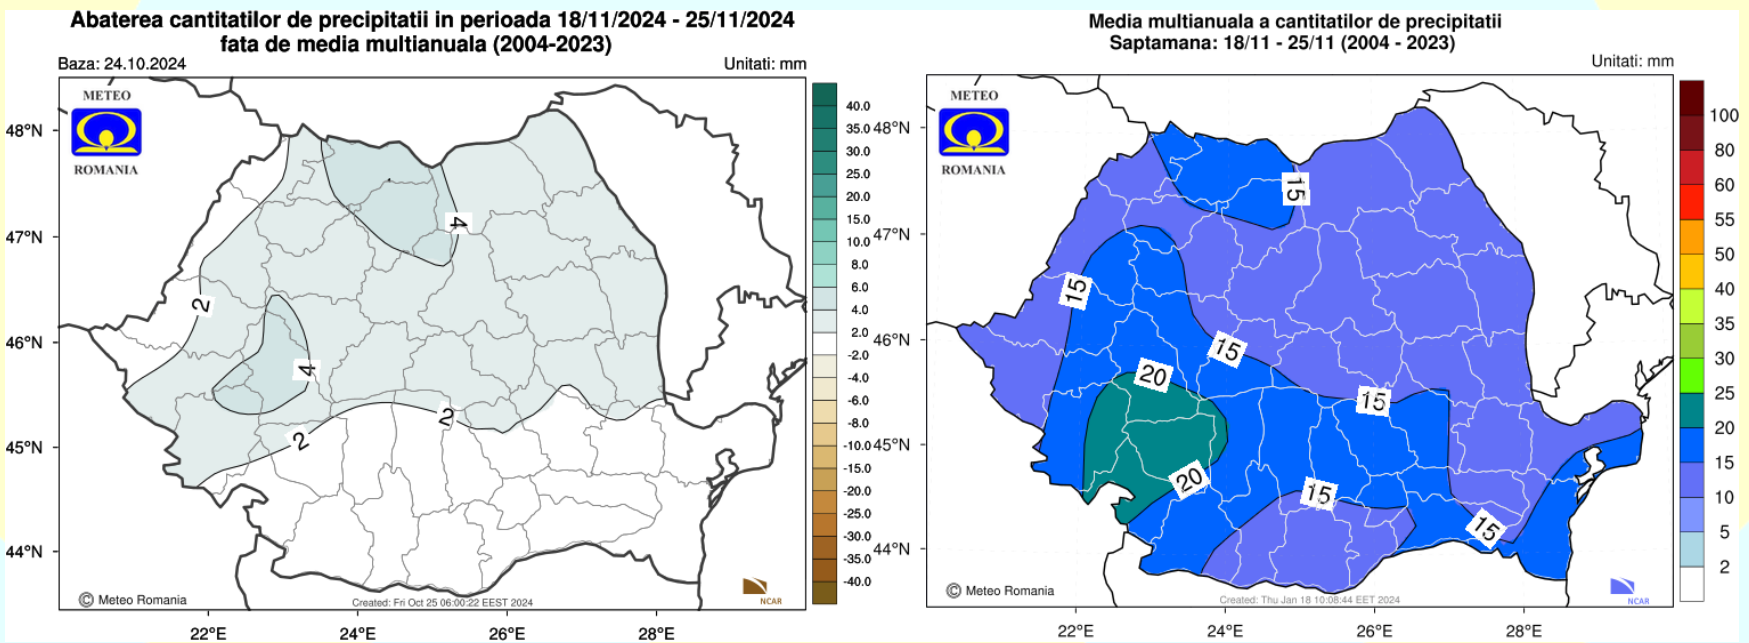 Abaterea cantitatilor de precipitatii in perioada 18/11/2024 - 25/11/2024
fata de media multianuala (2004-2023)
Baza: 24.10.2024
Unitati: mm
METEO
ROMANIA
48°N
47°N
46°N
45°N
44°N
22°E
24°E
26°E
28°E
4
2
4
2
2
40.0
35.0
30.0
25.0
20.0
15.0
10.0
8.0
6.0
4.0
2.0
-2.0
-4.0
-6.0
-8.0
-10.0
-15.0
-20.0
-25.0
-30.0
-35.0
-40.0
© Meteo Romania
Created: Fri Oct 25 06:00:22 EEST 2024
NCAR
Media multianuala a cantitatilor de precipitatii
Saptamana: 18/11 - 25/11 (2004 - 2023)
Unitati: mm
METEO
ROMANIA
48°N
47°N
46°N
45°N
44°N
22°E
24°E
26°E
28°E
15
15
15
20
15
20
15
15
100
80
60
55
50
40
35
30
25
20
15
10
5
2
© Meteo Romania
Created: Thu Jan 18 10:08:44 EET 2024
NCAR